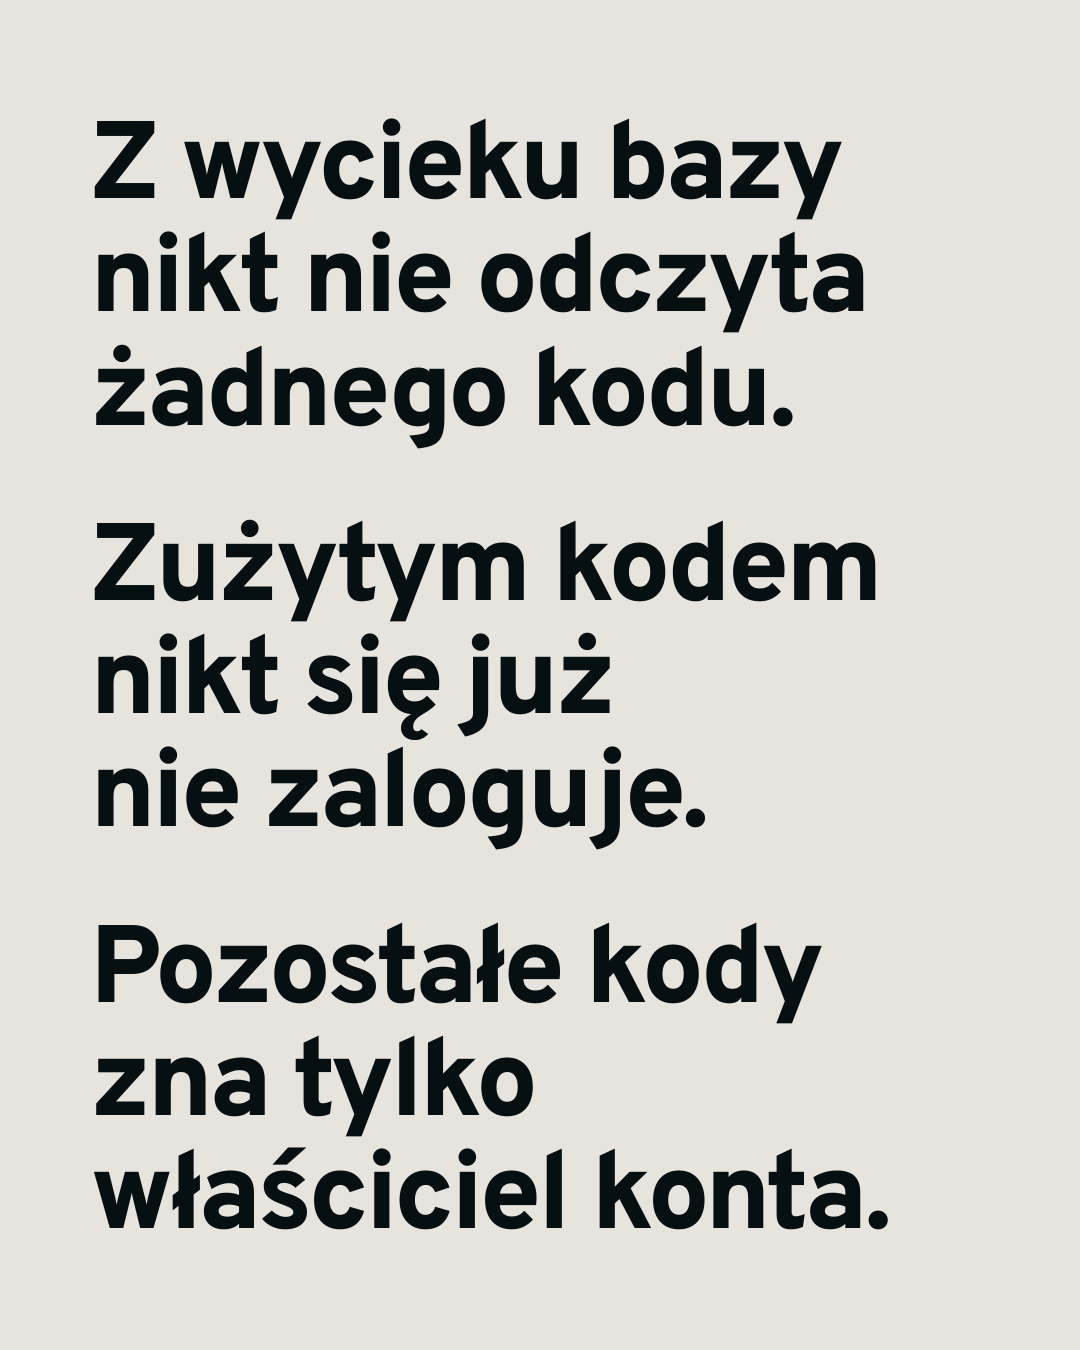 Z wycieku bazy
nikt nie odczyta
żadnego kodu.
Zużytym kodem
nikt się już
nie zaloguje.
Pozostałe kody
zna tylko
właściciel konta.